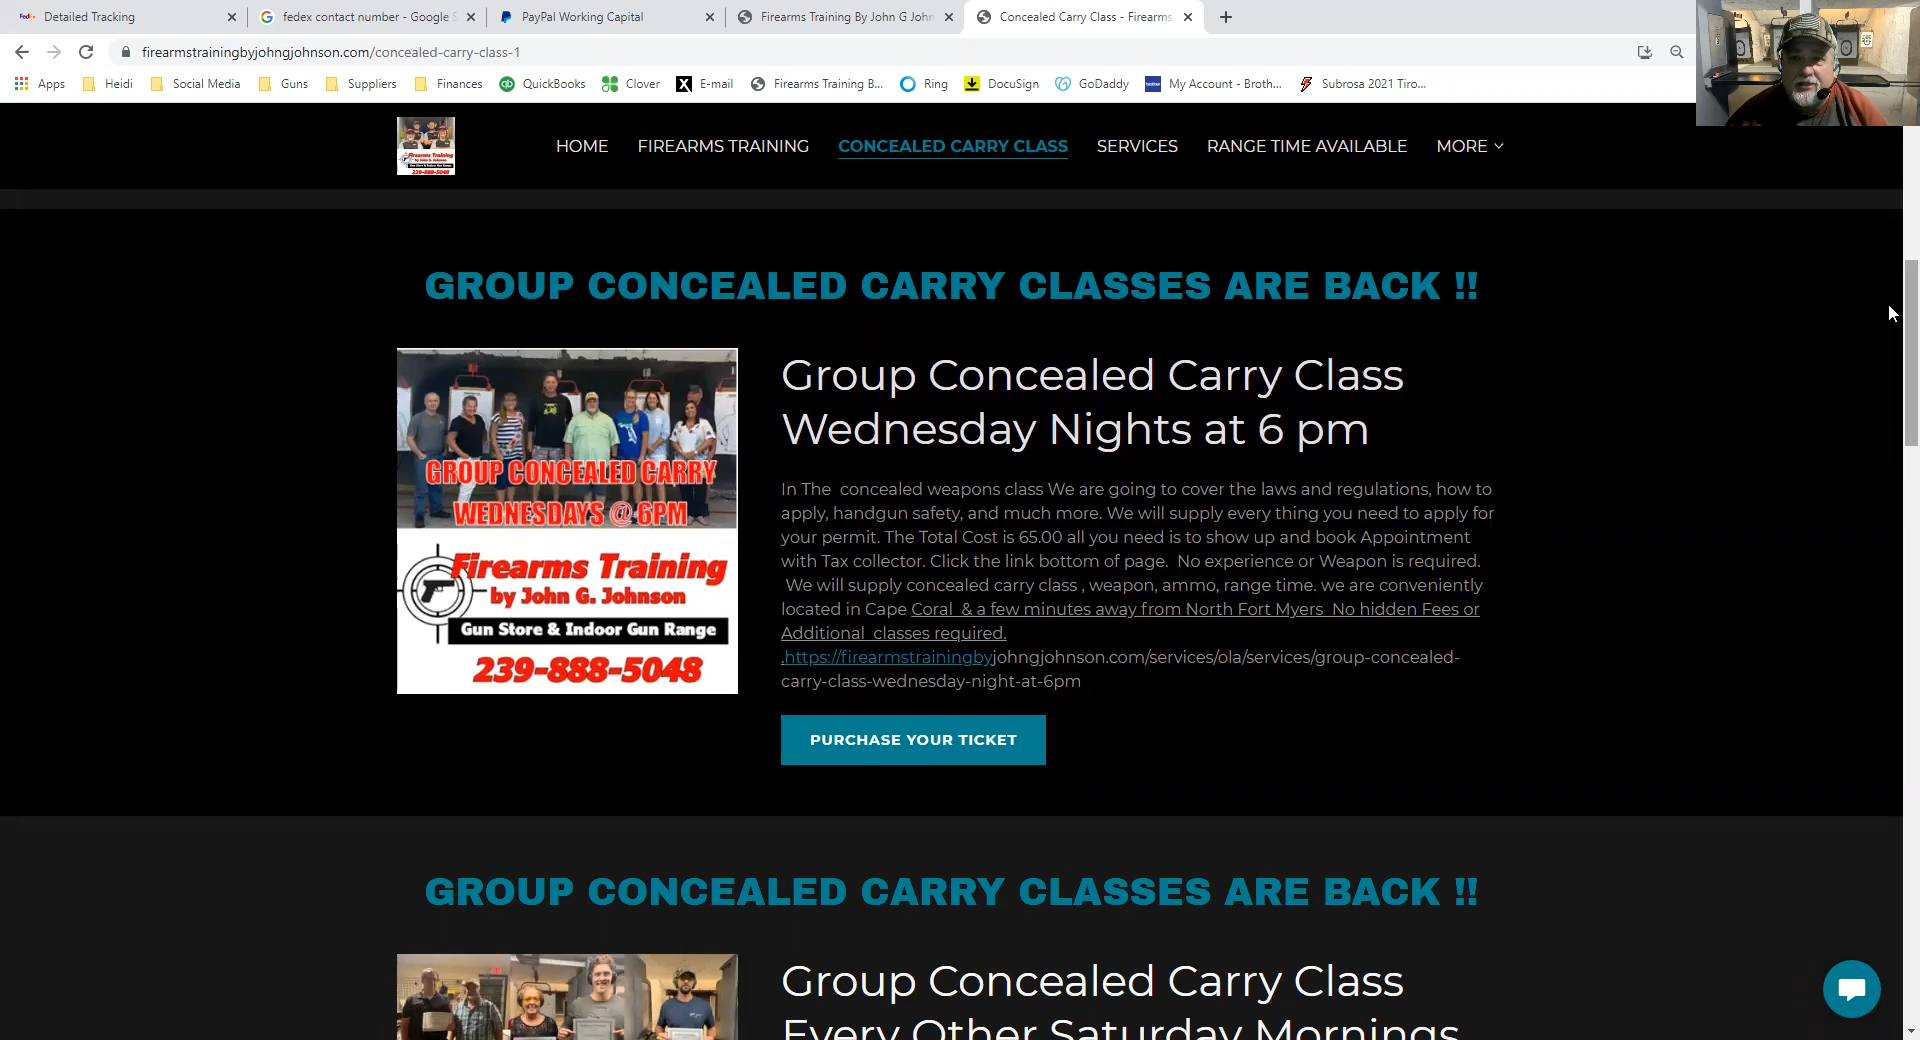 FedEx Detailed Tracking
fedex contact number - Google S
PayPal Working Capital
Firearms Training By John G John
Concealed Carry Class - Firearms
firearmstrainingbyjohngjohnson.com/concealed-carry-class-1
Apps Heidi Social Media Guns Suppliers Finances QuickBooks Clover E-mail Firearms Training B... Ring DocuSign GoDaddy My Account - Broth... Subrosa 2021 Tiro...
Firearms Training
239-888-5048
HOME FIREARMS TRAINING CONCEALED CARRY CLASS SERVICES RANGE TIME AVAILABLE MORE
GROUP CONCEALED CARRY CLASSES ARE BACK !!
GROUP CONCEALED CARRY
WEDNESDAYS @ 6PM
Firearms Training
by John G. Johnson
Gun Store & Indoor Gun Range
239-888-5048
Group Concealed Carry Class
Wednesday Nights at 6 pm
In The concealed weapons class We are going to cover the laws and regulations, how to
apply, handgun safety, and much more. We will supply every thing you need to apply for
your permit. The Total Cost is 65.00 all you need is to show up and book Appointment
with Tax collector. Click the link bottom of page. No experience or Weapon is required.
We will supply concealed carry class , weapon, ammo, range time. we are conveniently
located in Cape Coral & a few minutes away from North Fort Myers No hidden Fees or
Additional classes required.
.https://firearmstrainingbyjohngjohnson.com/services/ola/services/group-concealed-
carry-class-wednesday-night-at-6pm
PURCHASE YOUR TICKET
GROUP CONCEALED CARRY CLASSES ARE BACK !!
Group Concealed Carry Class
Every Other Saturday Mornings